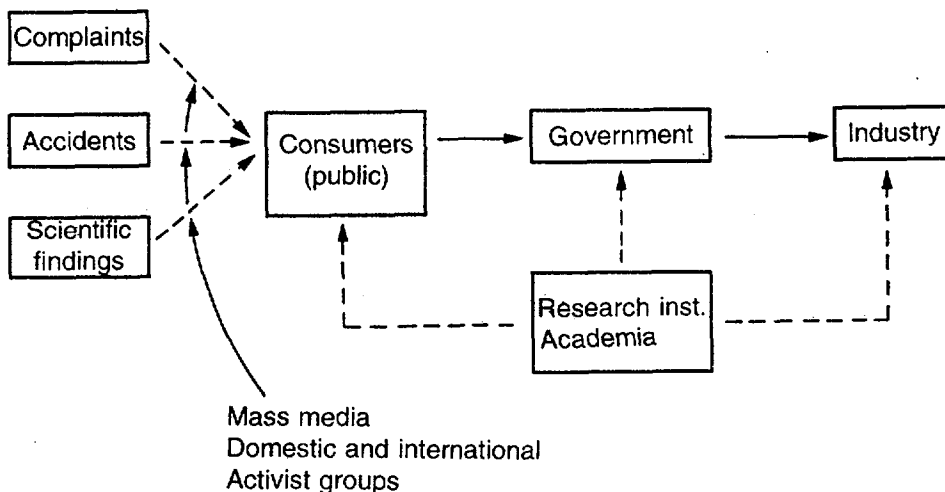 Complaints
Accidents
Scientific
findings
Consumers
(public)
Government
Industry
Research inst.
Academia
Mass media
Domestic and international
Activist groups